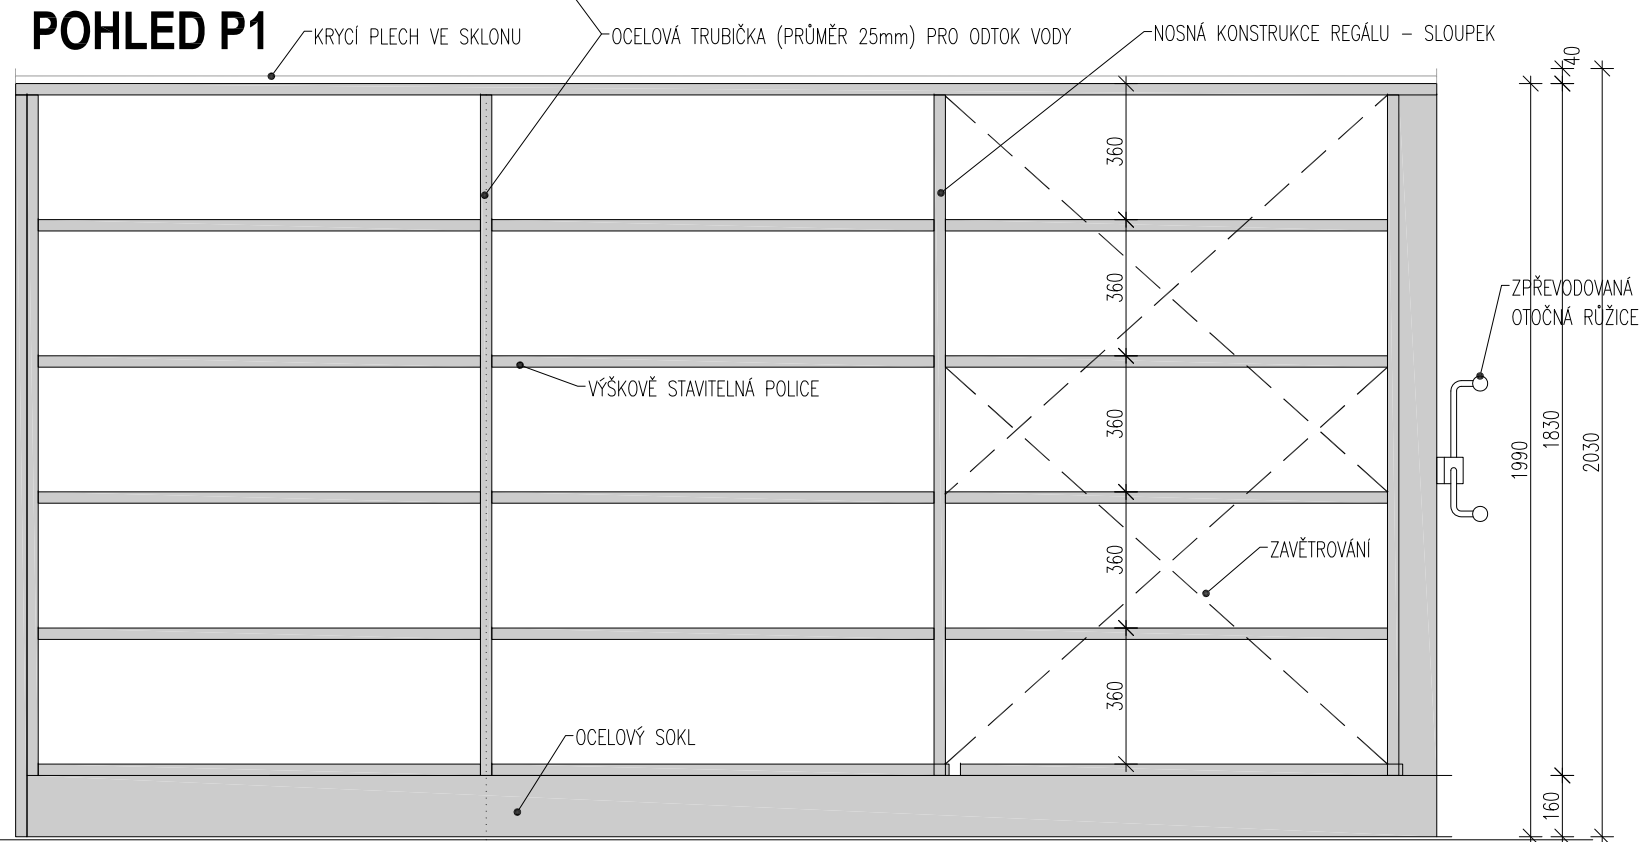 POHLED P1
KRYCÍ PLECH VE SKLONU
OCELOVÁ TRUBIČKA (PRŮMĚR 25mm) PRO ODTOK VODY
NOSNÁ KONSTRUKCE REGÁLU – SLOUPEK
40
360
360
ZPŘEVODOVANÁ
OTOČNÁ RŮŽICE
VÝŠKOVĚ STAVITELNÁ POLICE
360
1990
1830
2030
360
ZAVĚTROVÁNÍ
360
OCELOVÝ SOKL
160